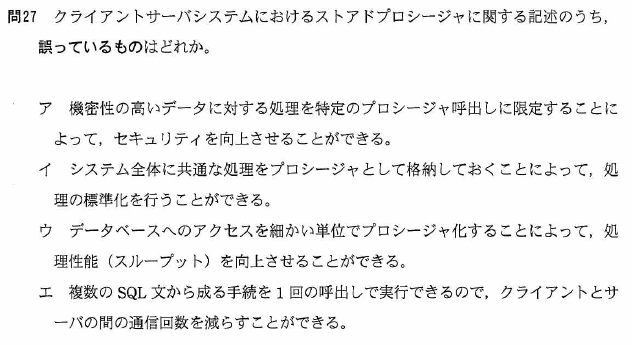 問27 クライアントサーバシステムにおけるストアドプロシージャに関する記述のうち，
誤っているものはどれか。
ア 機密性の高いデータに対する処理を特定のプロシージャ呼出しに限定することに
よって，セキュリティを向上させることができる。
イ システム全体に共通な処理をプロシージャとして格納しておくことによって，処
理の標準化を行うことができる。
ウ データベースへのアクセスを細かい単位でプロシージャ化することによって，処
理性能（スループット）を向上させることができる。
エ 複数の SQL 文から成る手続を 1 回の呼出しで実行できるので，クライアントとサ
ーバの間の通信回数を減らすことができる。